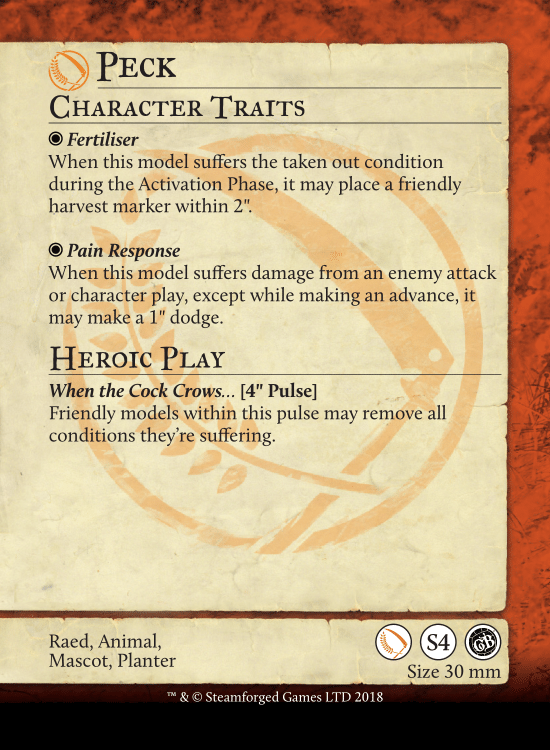 Peck
Character Traits
Fertiliser
When this model suffers the taken out condition
during the Activation Phase, it may place a friendly
harvest marker within 2".
Pain Response
When this model suffers damage from an enemy attack
or character play, except while making an advance, it
may make a 1" dodge.
Heroic Play
When the Cock Crows... [4" Pulse]
Friendly models within this pulse may remove all
conditions they're suffering.
Raed, Animal,
Mascot, Planter
S4
GB
Size 30 mm
™ & © Steamforged Games LTD 2018